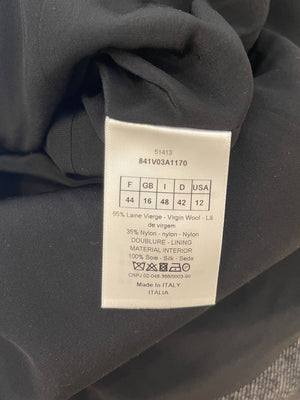 51413
841V03A1170
F GB I D USA
44 16 48 42 12
65% Laine Vierge - Virgin Wool - Lã
de virgem
35% Nylon - nylon - Nylon
DOUBLURE - LINING
MATERIAL INTERIOR
100% Soie - Silk - Seda
Made In ITALY
ITALIA